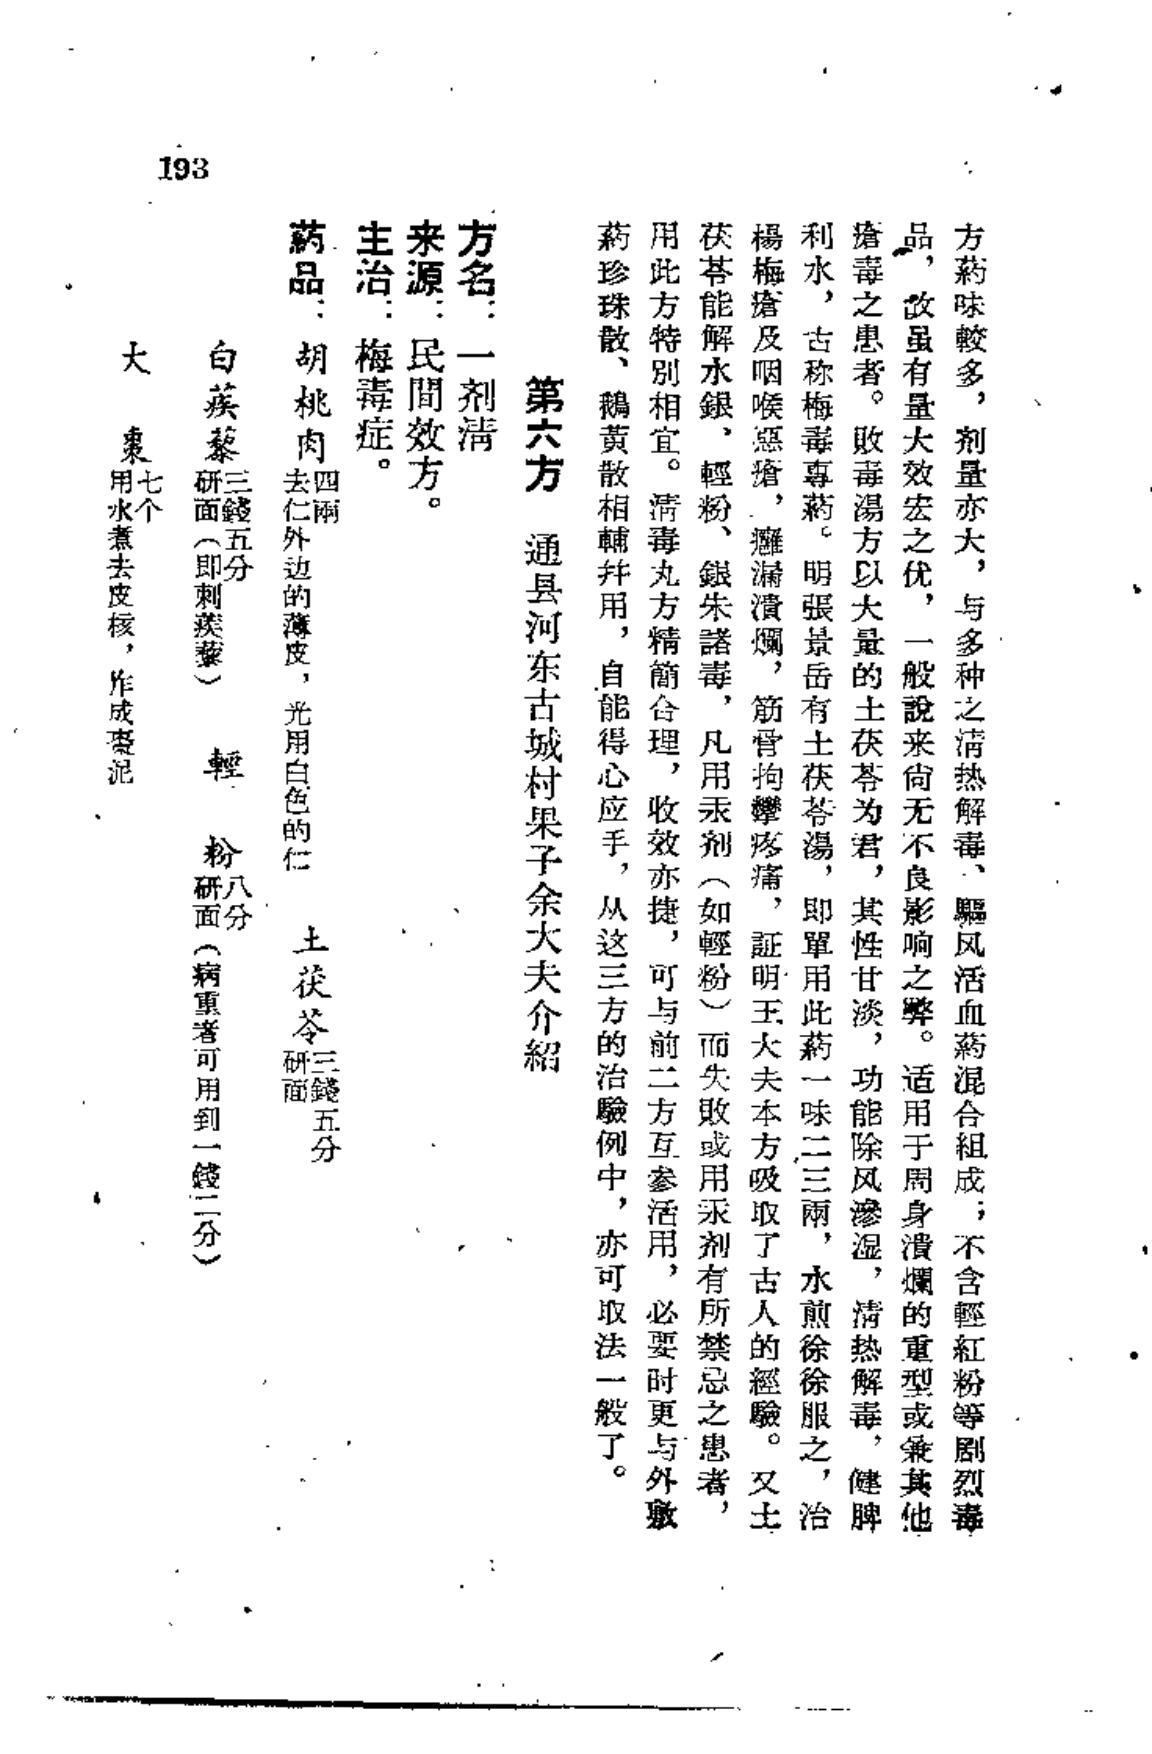 193
方葯味較多，剂量亦大，与多种之清热解毒、驅风活血葯混合組成；不含輕紅粉等剧烈毒
品，故虽有量大效宏之优，一般說来尙无不良影响之弊。适用于周身潰爛的重型或兼其他
瘡毒之患者。敗毒湯方以大量的土茯苓为君，其性甘淡，功能除风滲湿，清热解毒，健脾
利水，古称梅毒專葯。明張景岳有土茯苓湯，即單用此葯一味二三兩，水煎徐徐服之，治
楊梅瘡及咽喉惡瘡，癰漏潰爛，筋骨拘攣疼痛，証明王大夫本方吸取了古人的經驗。又土
茯苓能解水銀、輕粉、銀朱諸毒，凡用汞剂（如輕粉）而失敗或用汞剂有所禁忌之患者，
用此方特別相宜。清毒丸方精簡合理，收效亦捷，可与前二方互參活用，必要时更与外敷
葯珍珠散、鵝黃散相輔幷用，自能得心应手，从这三方的治驗例中，亦可取法一般了。
第六方　通县河东古城村果子余大夫介紹
方名：一剂清
来源：民間效方。
主治：梅毒症。
葯品：胡桃肉四兩去仁外边的薄皮，光用白色的仁　土茯苓三錢五分研面
白蒺藜三錢五分研面（即刺蒺藜）　輕粉八分研面（病重者可用到一錢二分）
大棗七个用水煮去皮核，作成棗泥